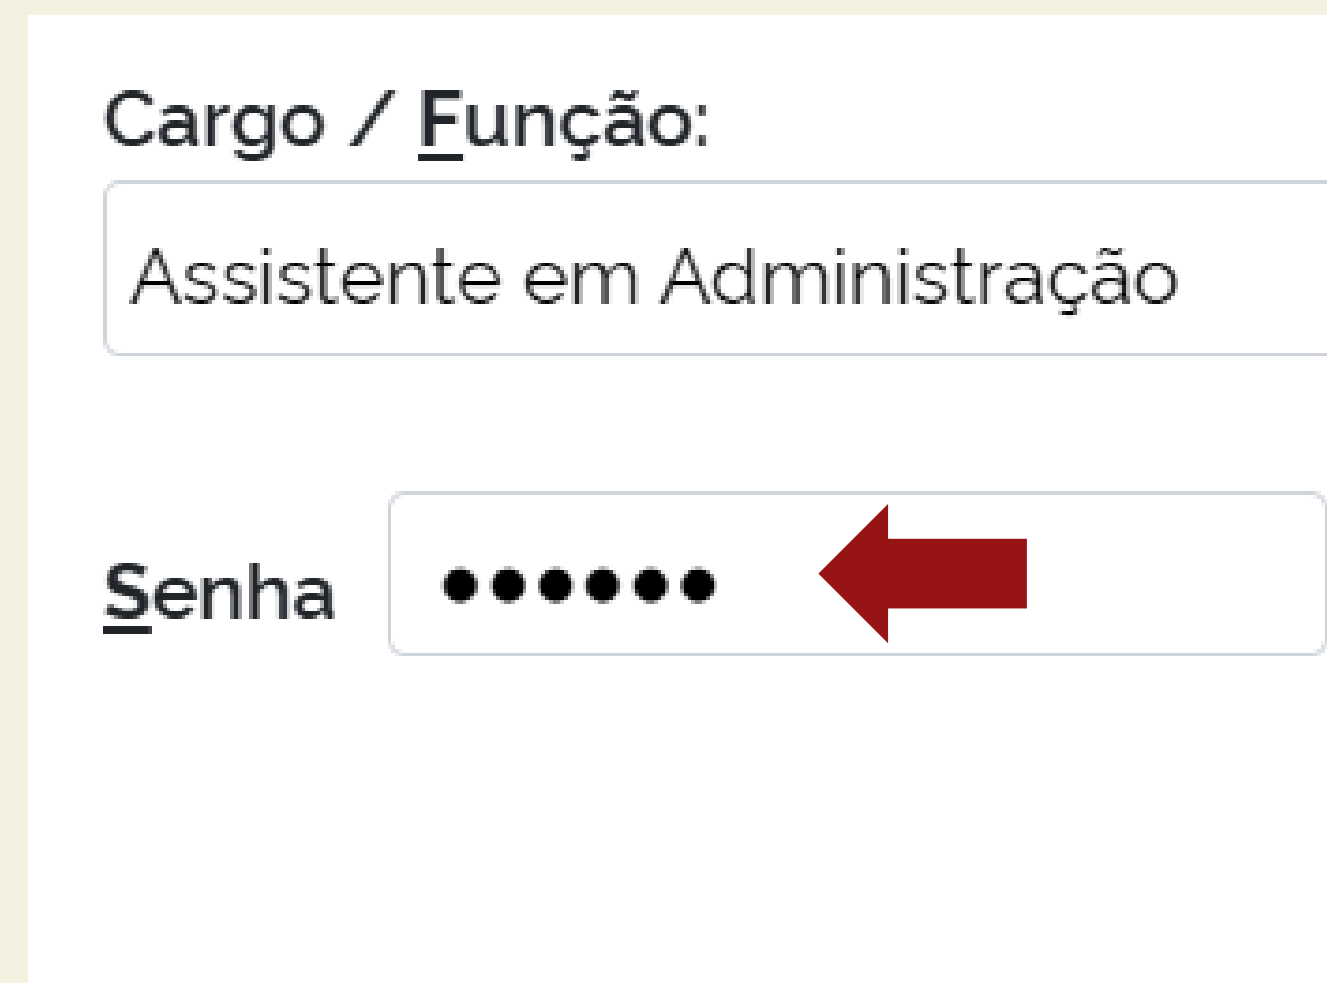 Cargo / Função:
Assistente em Administração
Senha ••••••